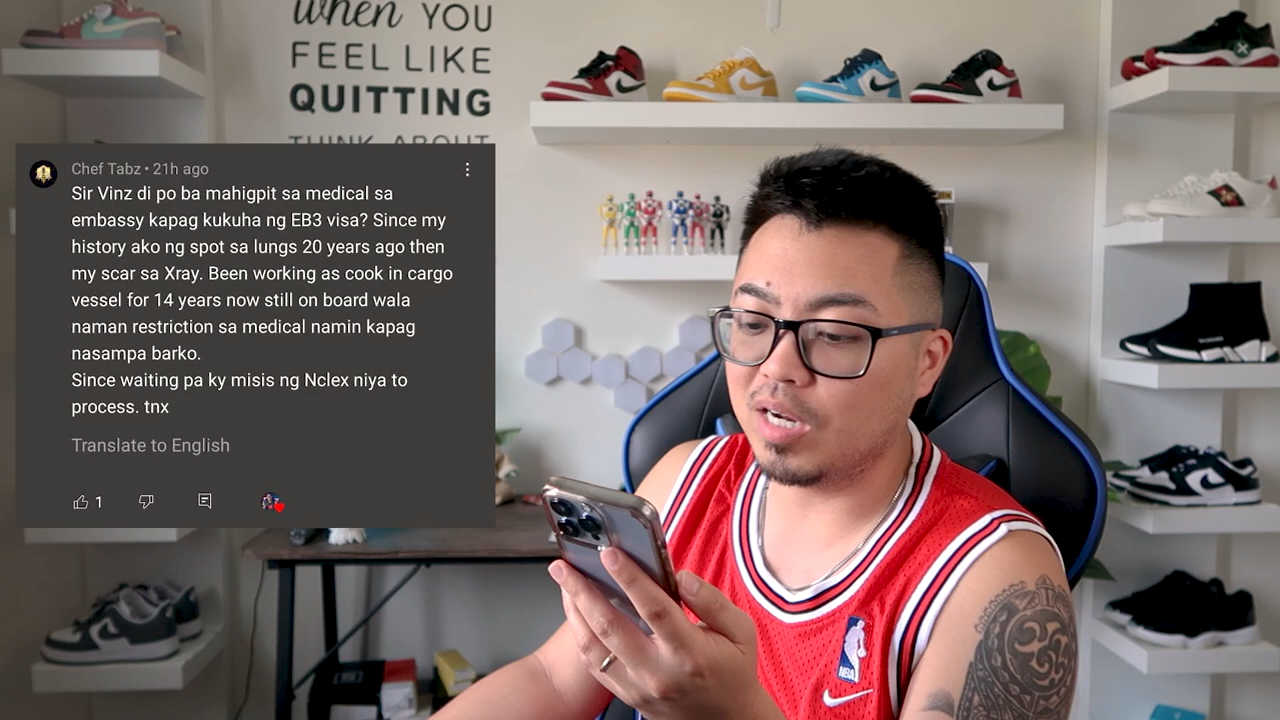 when YOU
FEEL LIKE
QUITTING
THINK ABOUT
Chef Tabz • 21h ago
Sir Vinz di po ba mahigpit sa medical sa
embassy kapag kukuha ng EB3 visa? Since my
history ako ng spot sa lungs 20 years ago then
my scar sa Xray. Been working as cook in cargo
vessel for 14 years now still on board wala
naman restriction sa medical namin kapag
nasampa barko.
Since waiting pa ky misis ng Nclex niya to
process. tnx
Translate to English
1
NBA